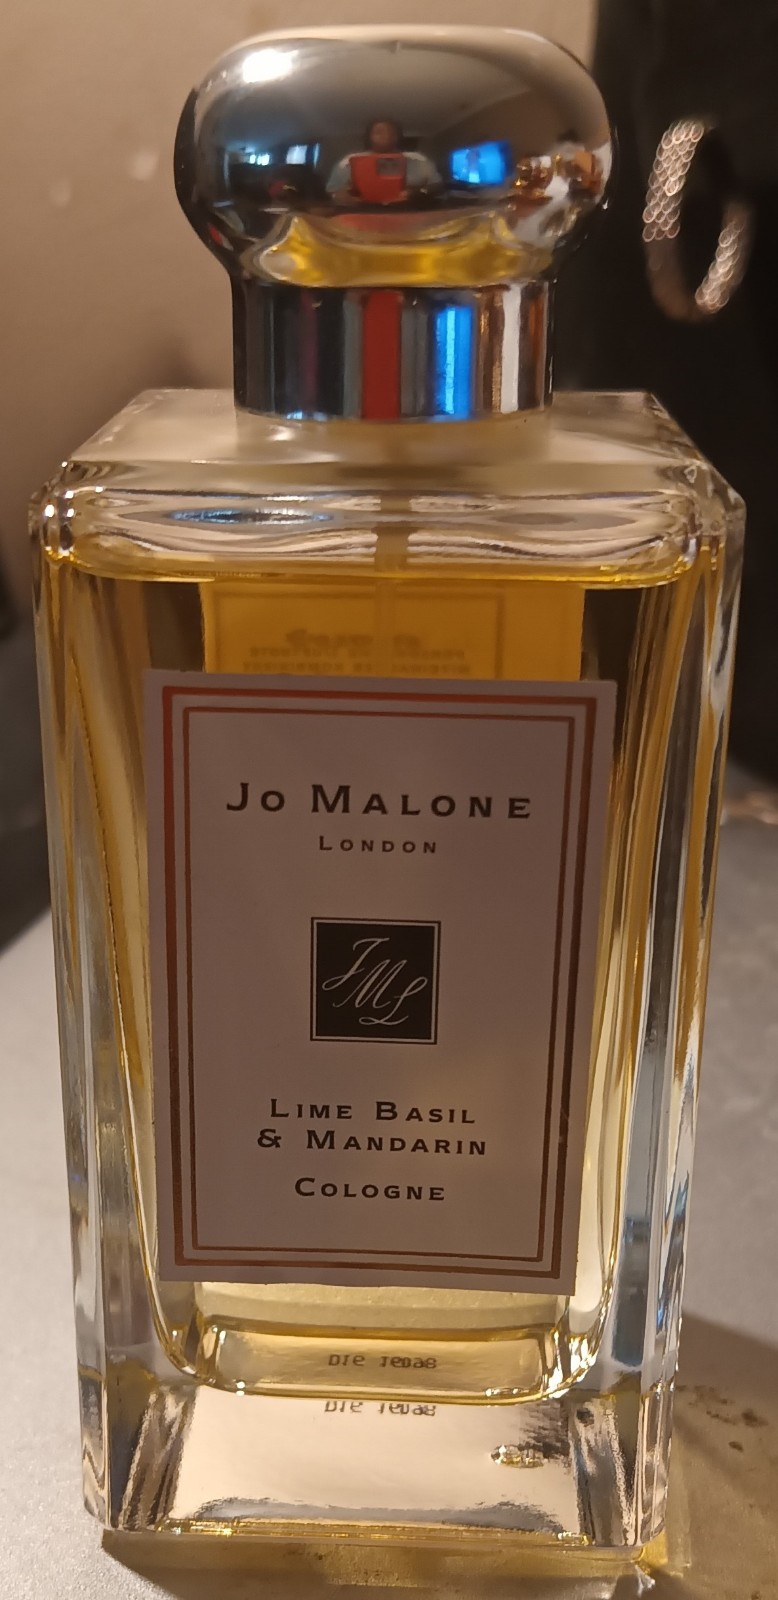 Jo Malone
London
JML
Lime Basil
& Mandarin
Cologne